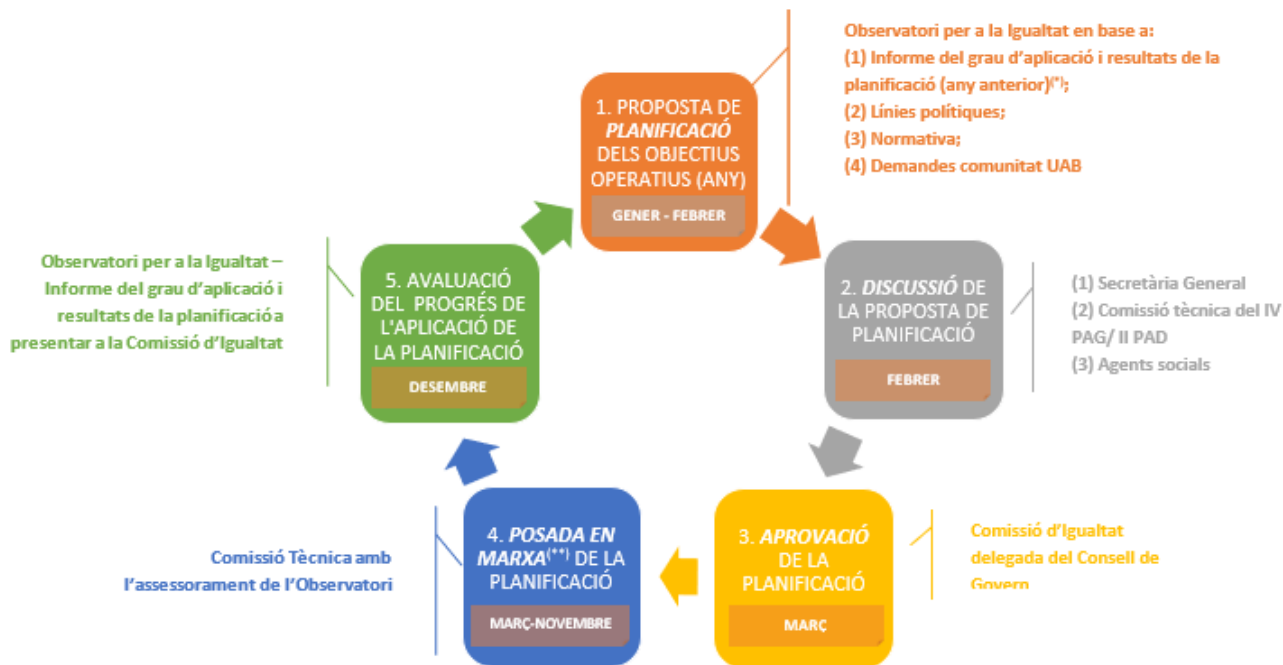 1. PROPOSTA DE
PLANIFICACIÓ
DELS OBJECTIUS
OPERATIUS (ANY)
GENER - FEBRER
Observatori per a la Igualtat en base a:
(1) Informe del grau d'aplicació i resultats de la
planificació (any anterior)(*);
(2) Línies polítiques;
(3) Normativa;
(4) Demandes comunitat UAB
2. DISCUSSIÓ DE
LA PROPOSTA DE
PLANIFICACIÓ
FEBRER
(1) Secretària General
(2) Comissió tècnica del IV
PAG/ II PAD
(3) Agents socials
3. APROVACIÓ
DE LA
PLANIFICACIÓ
MARÇ
Comissió d'Igualtat
delegada del Consell de
Govern
4. POSADA EN
MARXA(**) DE LA
PLANIFICACIÓ
MARÇ-NOVEMBRE
Comissió Tècnica amb
l'assessorament de l'Observatori
5. AVALUACIÓ
DEL PROGRÉS DE
L'APLICACIÓ DE
LA PLANIFICACIÓ
DESEMBRE
Observatori per a la Igualtat –
Informe del grau d'aplicació i
resultats de la planificació a
presentar a la Comissió d'Igualtat